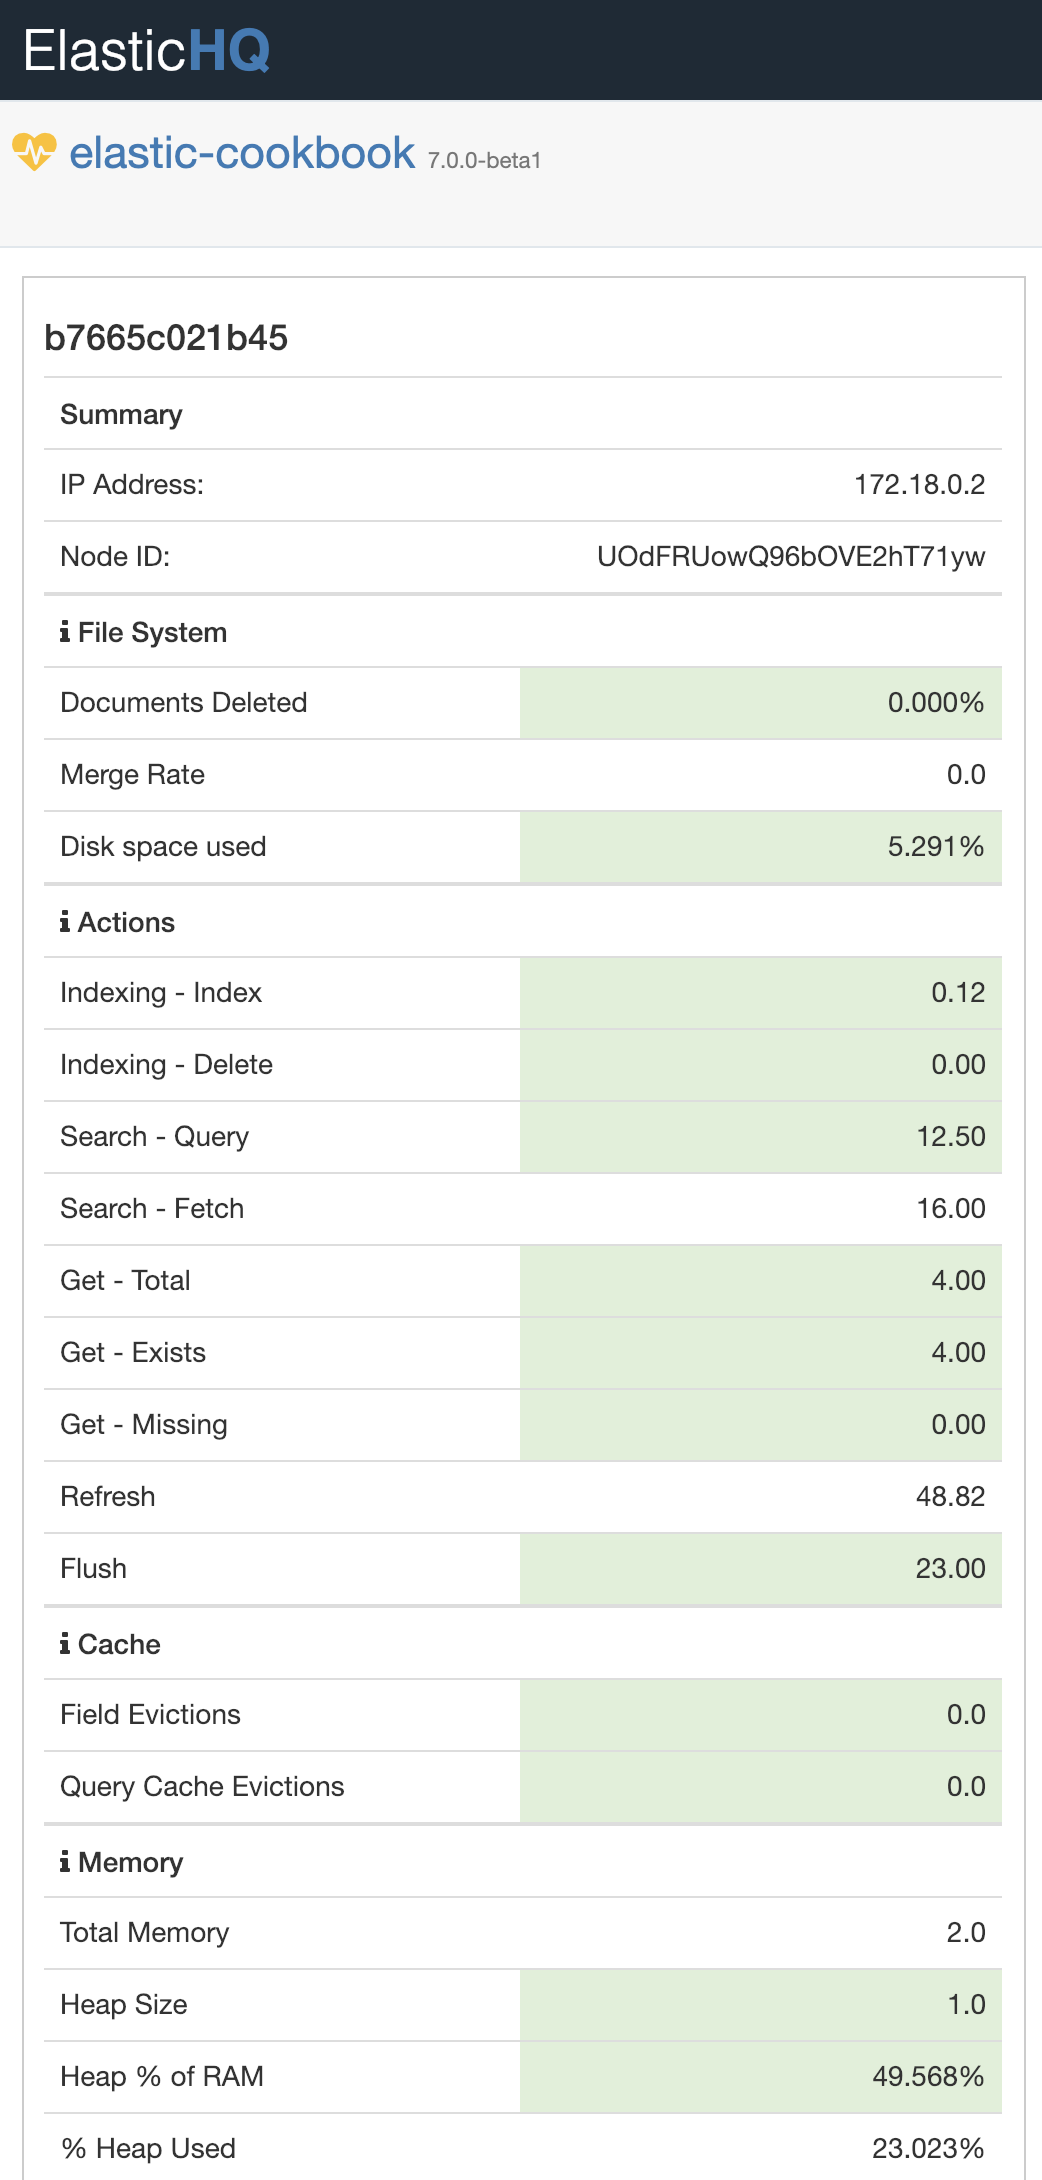 ElasticHQ
elastic-cookbook 7.0.0-beta1
b7665c021b45
Summary
IP Address: 172.18.0.2
Node ID: UOdFRUowQ96bOVE2hT71yw
File System
Documents Deleted 0.000%
Merge Rate 0.0
Disk space used 5.291%
Actions
Indexing - Index 0.12
Indexing - Delete 0.00
Search - Query 12.50
Search - Fetch 16.00
Get - Total 4.00
Get - Exists 4.00
Get - Missing 0.00
Refresh 48.82
Flush 23.00
Cache
Field Evictions 0.0
Query Cache Evictions 0.0
Memory
Total Memory 2.0
Heap Size 1.0
Heap % of RAM 49.568%
% Heap Used 23.023%